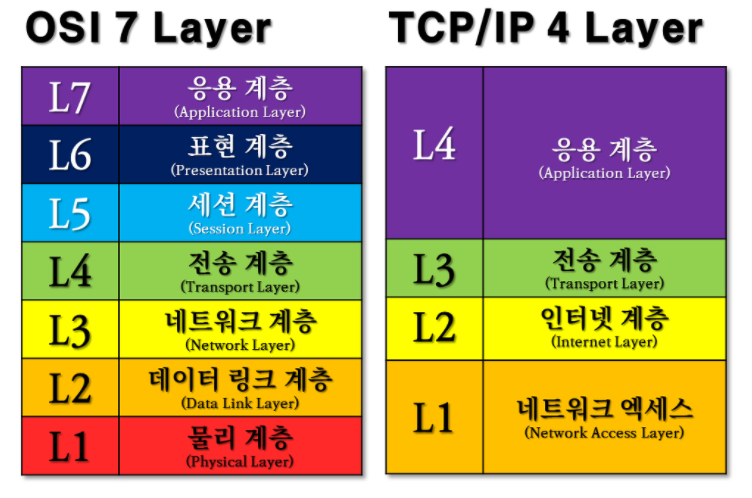 OSI 7 Layer
L7
응용 계층
(Application Layer)
L6
표현 계층
(Presentation Layer)
L5
세션 계층
(Session Layer)
L4
전송 계층
(Transport Layer)
L3
네트워크 계층
(Network Layer)
L2
데이터 링크 계층
(Data Link Layer)
L1
물리 계층
(Physical Layer)
TCP/IP 4 Layer
L4
응용 계층
(Application Layer)
L3
전송 계층
(Transport Layer)
L2
인터넷 계층
(Internet Layer)
L1
네트워크 엑세스
(Network Access Layer)